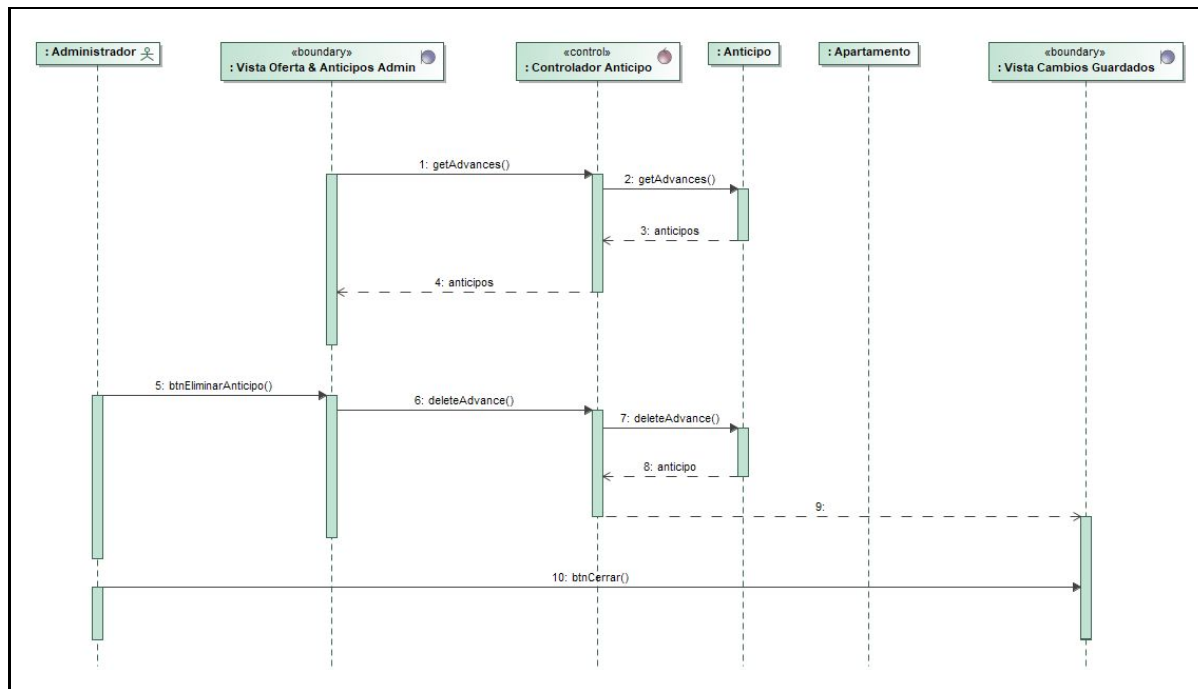 : Administrador
«boundary»
: Vista Oferta & Anticipos Admin
«control»
: Controlador Anticipo
: Anticipo
: Apartamento
«boundary»
: Vista Cambios Guardados
1: getAdvances()
2: getAdvances()
3: anticipos
4: anticipos
5: btnEliminarAnticipo()
6: deleteAdvance()
7: deleteAdvance()
8: anticipo
9:
10: btnCerrar()